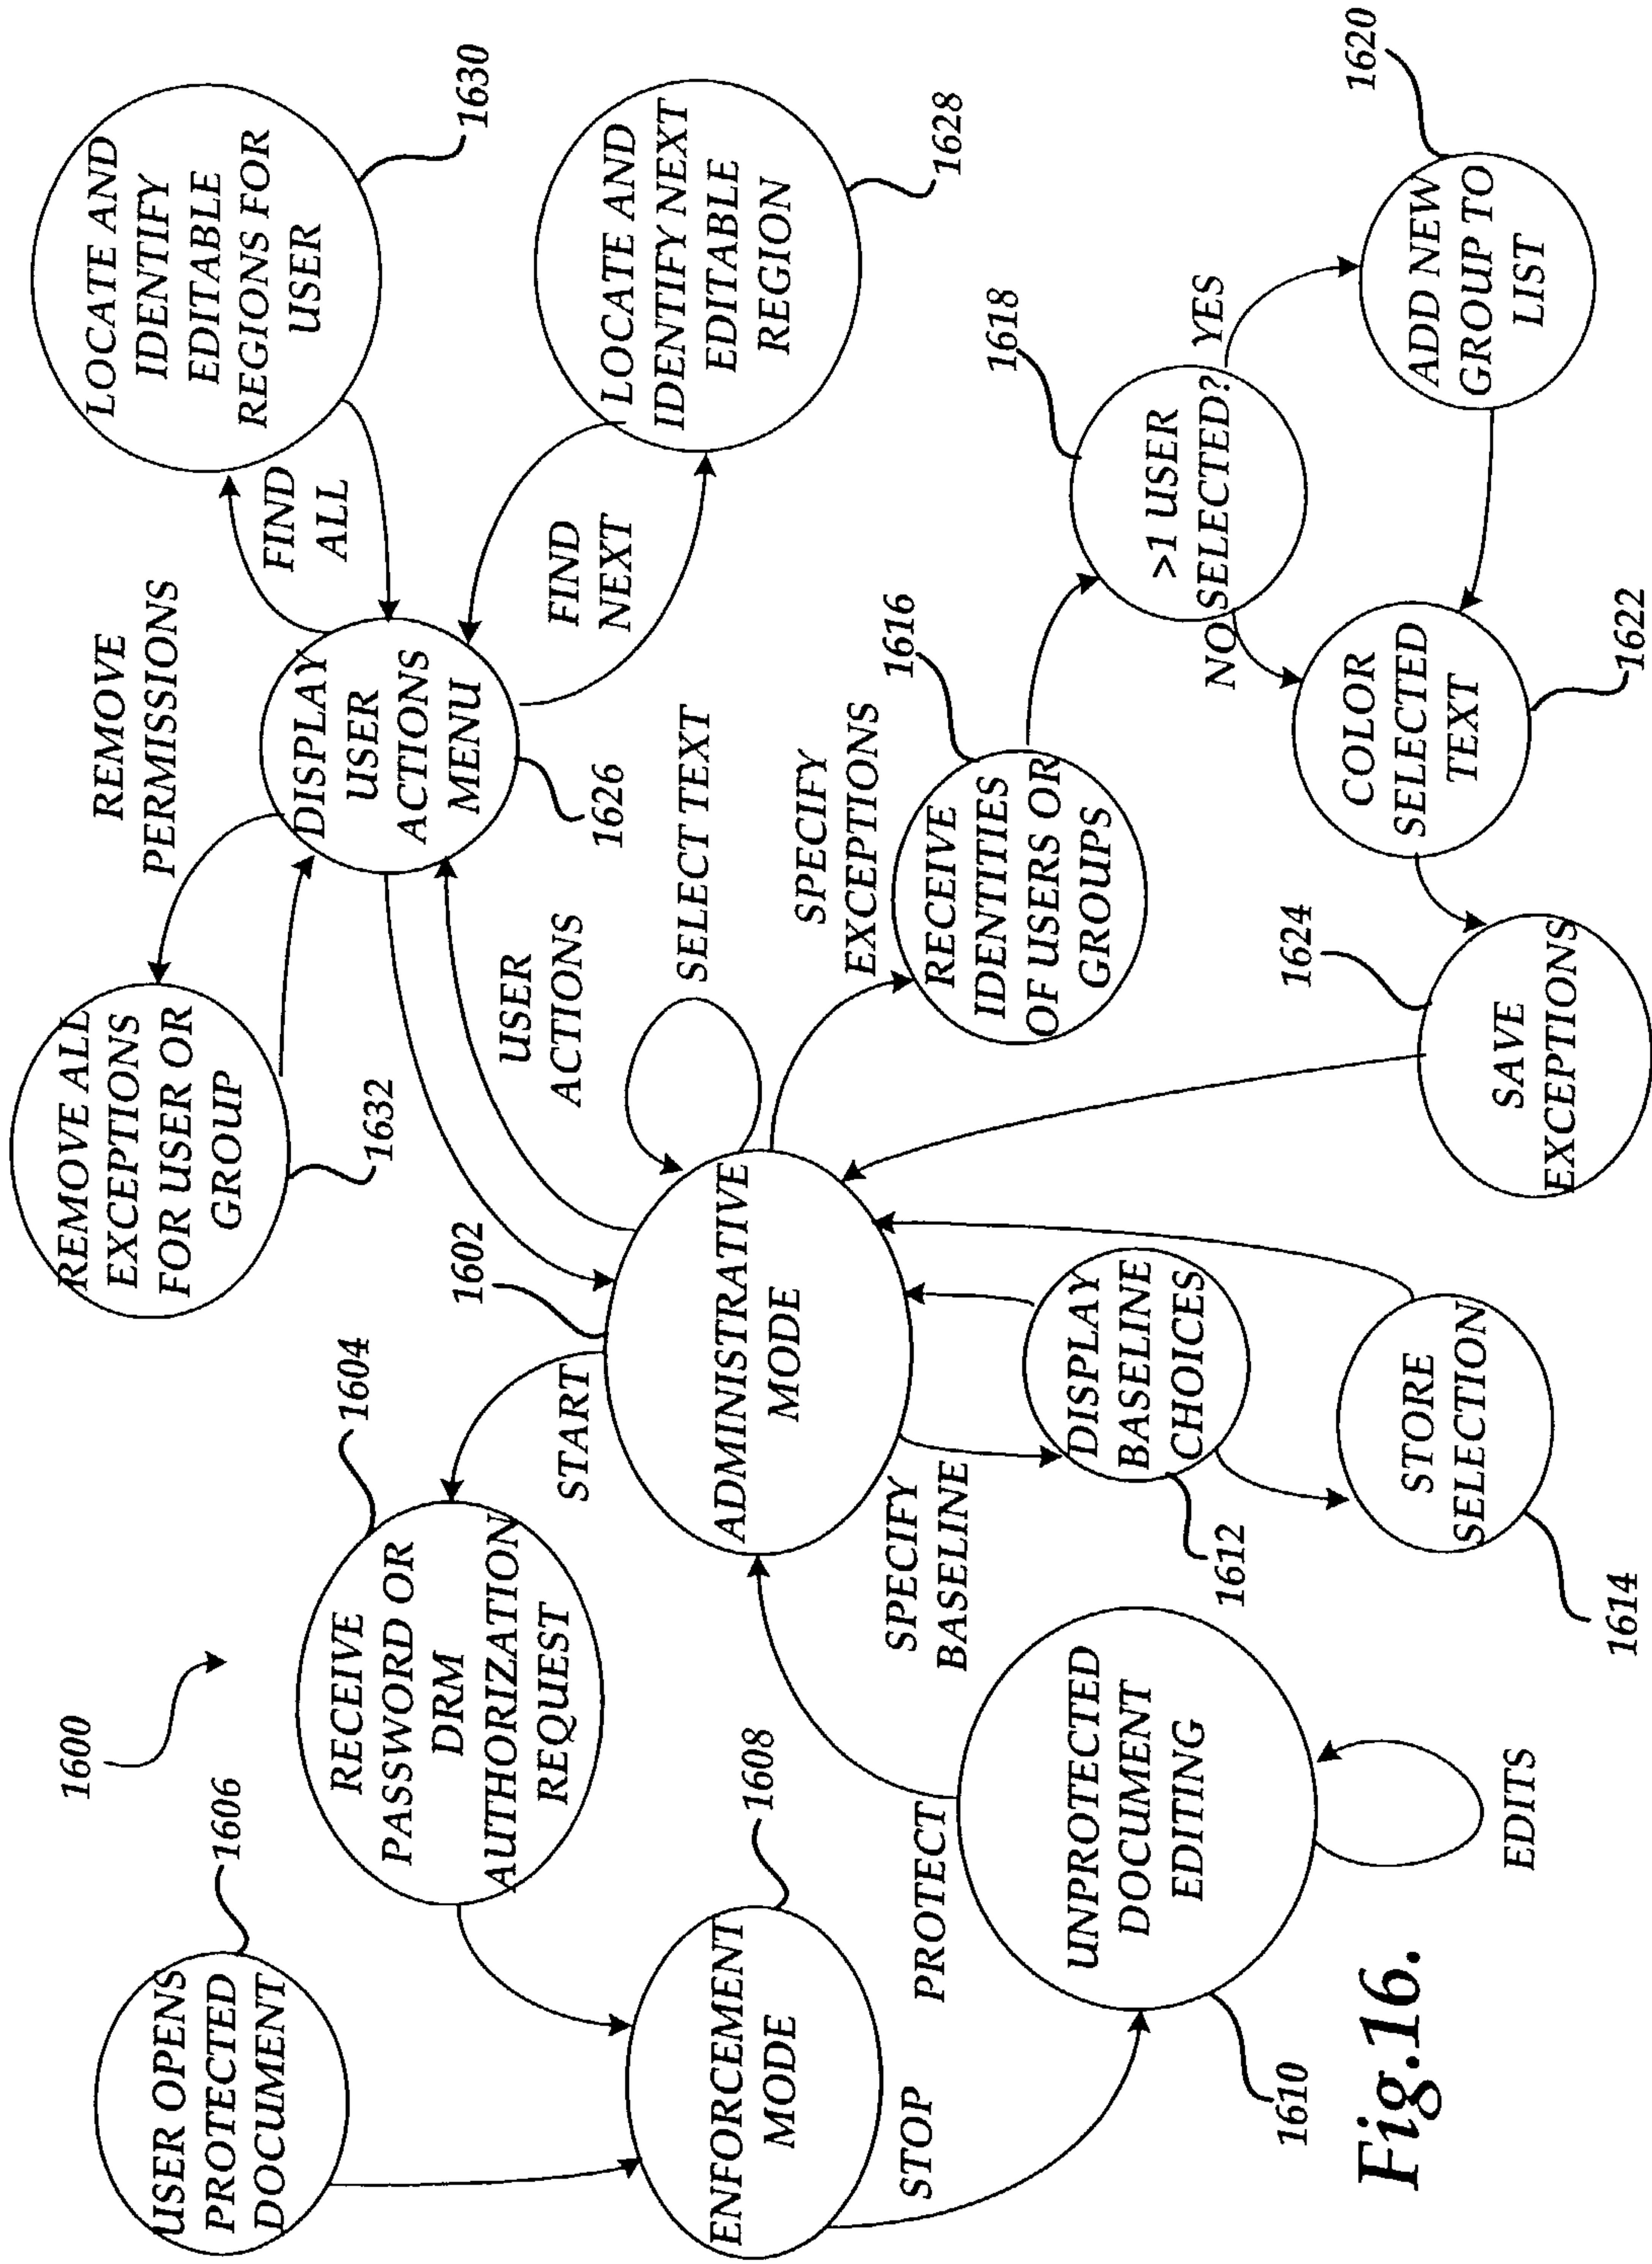 1600
USER OPENS
PROTECTED
DOCUMENT
1606
RECEIVE
PASSWORD OR
DRM
AUTHORIZATION
REQUEST
1604
REMOVE ALL
EXCEPTIONS
FOR USER OR
GROUP
1632
REMOVE
PERMISSIONS
LOCATE AND
IDENTIFY
EDITABLE
REGIONS FOR
USER
1630
FIND
ALL
DISPLAY
USER
ACTIONS
MENU
1626
FIND
NEXT
LOCATE AND
IDENTIFY NEXT
EDITABLE
REGION
1628
ENFORCEMENT
MODE
1608
START
1602
ADMINISTRATIVE
MODE
USER
ACTIONS
SELECT TEXT
STOP
PROTECT
SPECIFY
BASELINE
SPECIFY
EXCEPTIONS
UNPROTECTED
DOCUMENT
EDITING
1610
EDITS
DISPLAY
BASELINE
CHOICES
1612
STORE
SELECTION
1614
RECEIVE
IDENTITIES
OF USERS OR
GROUPS
1616
>1 USER
SELECTED?
1618
YES
NO
ADD NEW
GROUP TO
LIST
1620
COLOR
SELECTED
TEXT
1622
SAVE
EXCEPTIONS
1624
Fig.16.